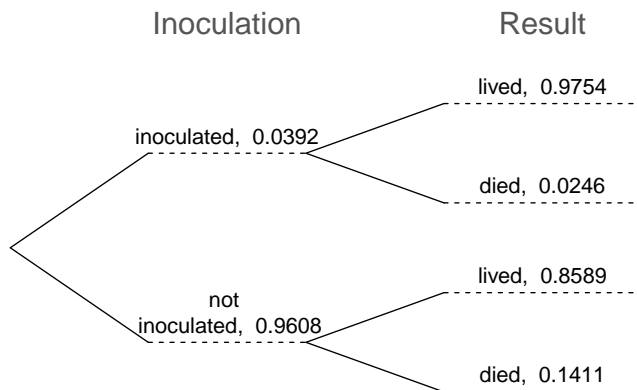 Inoculation
Result
lived, 0.9754
inoculated, 0.0392
died, 0.0246
lived, 0.8589
not
inoculated, 0.9608
died, 0.1411